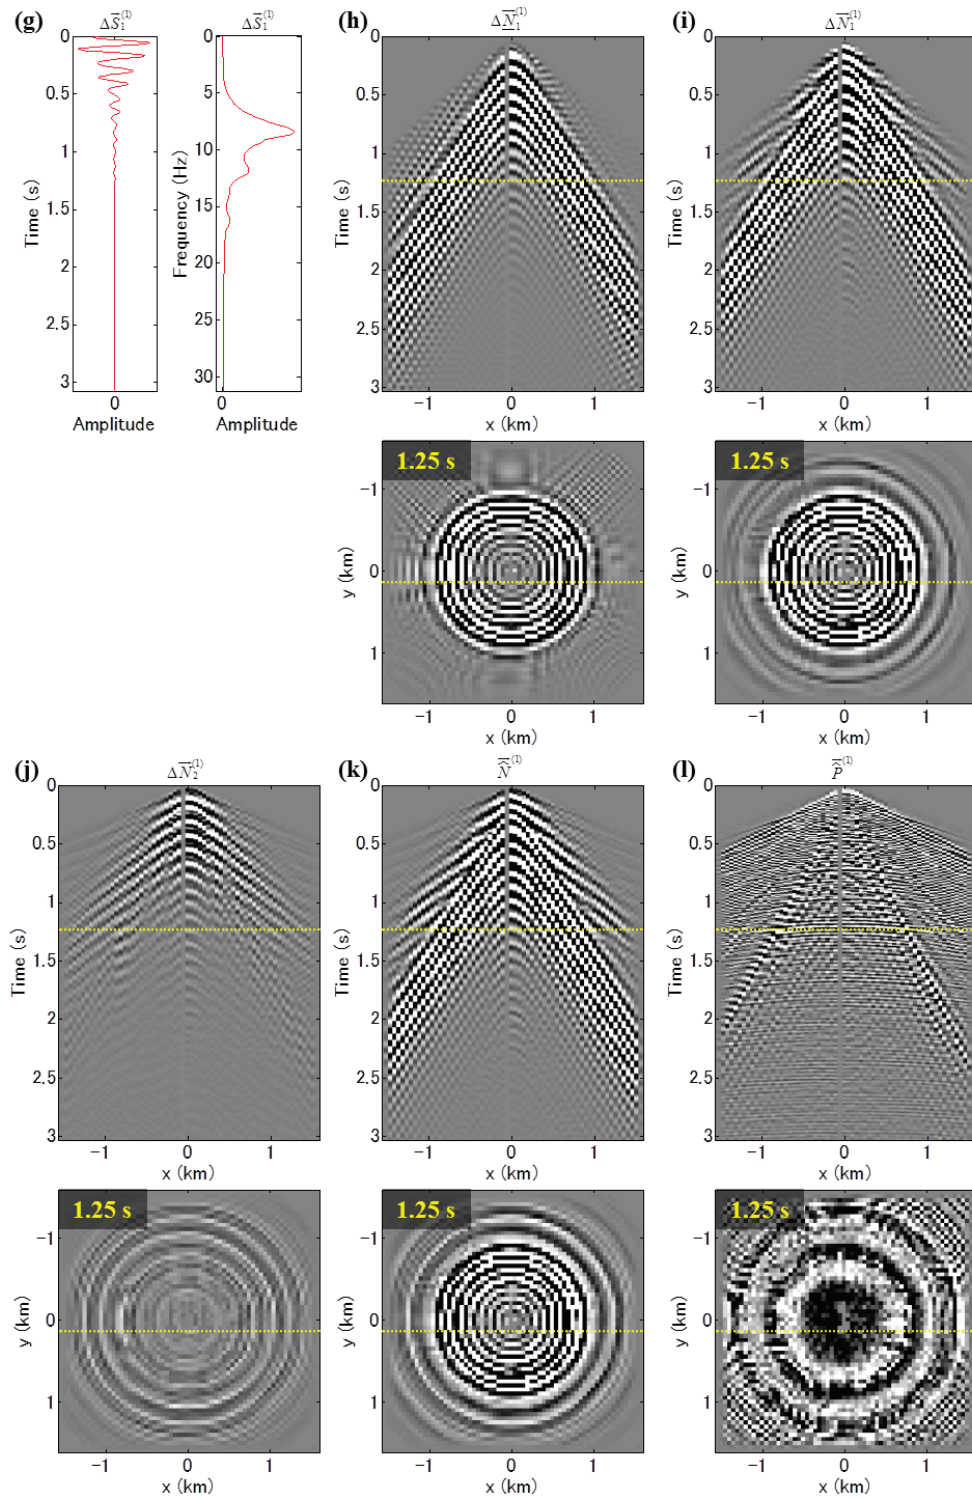 (g) ΔS⃗₁⁽¹⁾ ΔS⃗₁⁽¹⁾ (h) ΔN̲⃗₁⁽¹⁾ (i) ΔN⃗₁⁽¹⁾
0
0.5
1
1.5
2
2.5
3
Time (s)
0
Amplitude
0
5
10
15
20
25
30
Frequency (Hz)
0
Amplitude
0
0.5
1
1.5
2
2.5
3
Time (s)
−1 0 1
x (km)
0
0.5
1
1.5
2
2.5
3
Time (s)
−1 0 1
x (km)
1.25 s
−1
0
1
y (km)
−1 0 1
x (km)
1.25 s
−1
0
1
y (km)
−1 0 1
x (km)
(j) ΔN⃗₂⁽¹⁾ (k) N̂⃗⁽¹⁾ (l) P̂⃗⁽¹⁾
0
0.5
1
1.5
2
2.5
3
Time (s)
−1 0 1
x (km)
0
0.5
1
1.5
2
2.5
3
Time (s)
−1 0 1
x (km)
0
0.5
1
1.5
2
2.5
3
Time (s)
−1 0 1
x (km)
1.25 s
−1
0
1
y (km)
−1 0 1
x (km)
1.25 s
−1
0
1
y (km)
−1 0 1
x (km)
1.25 s
−1
0
1
y (km)
−1 0 1
x (km)